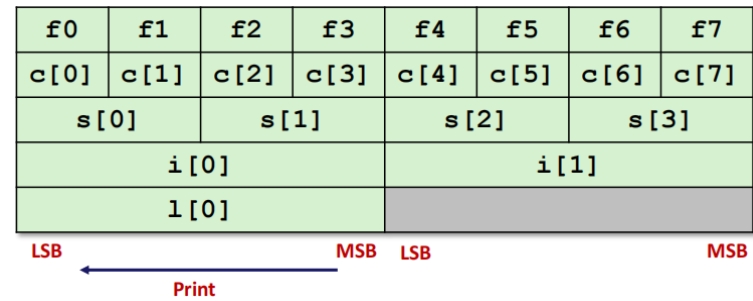 f0 f1 f2 f3 f4 f5 f6 f7
c[0] c[1] c[2] c[3] c[4] c[5] c[6] c[7]
s[0] s[1] s[2] s[3]
i[0] i[1]
l[0]
LSB MSB LSB MSB
Print